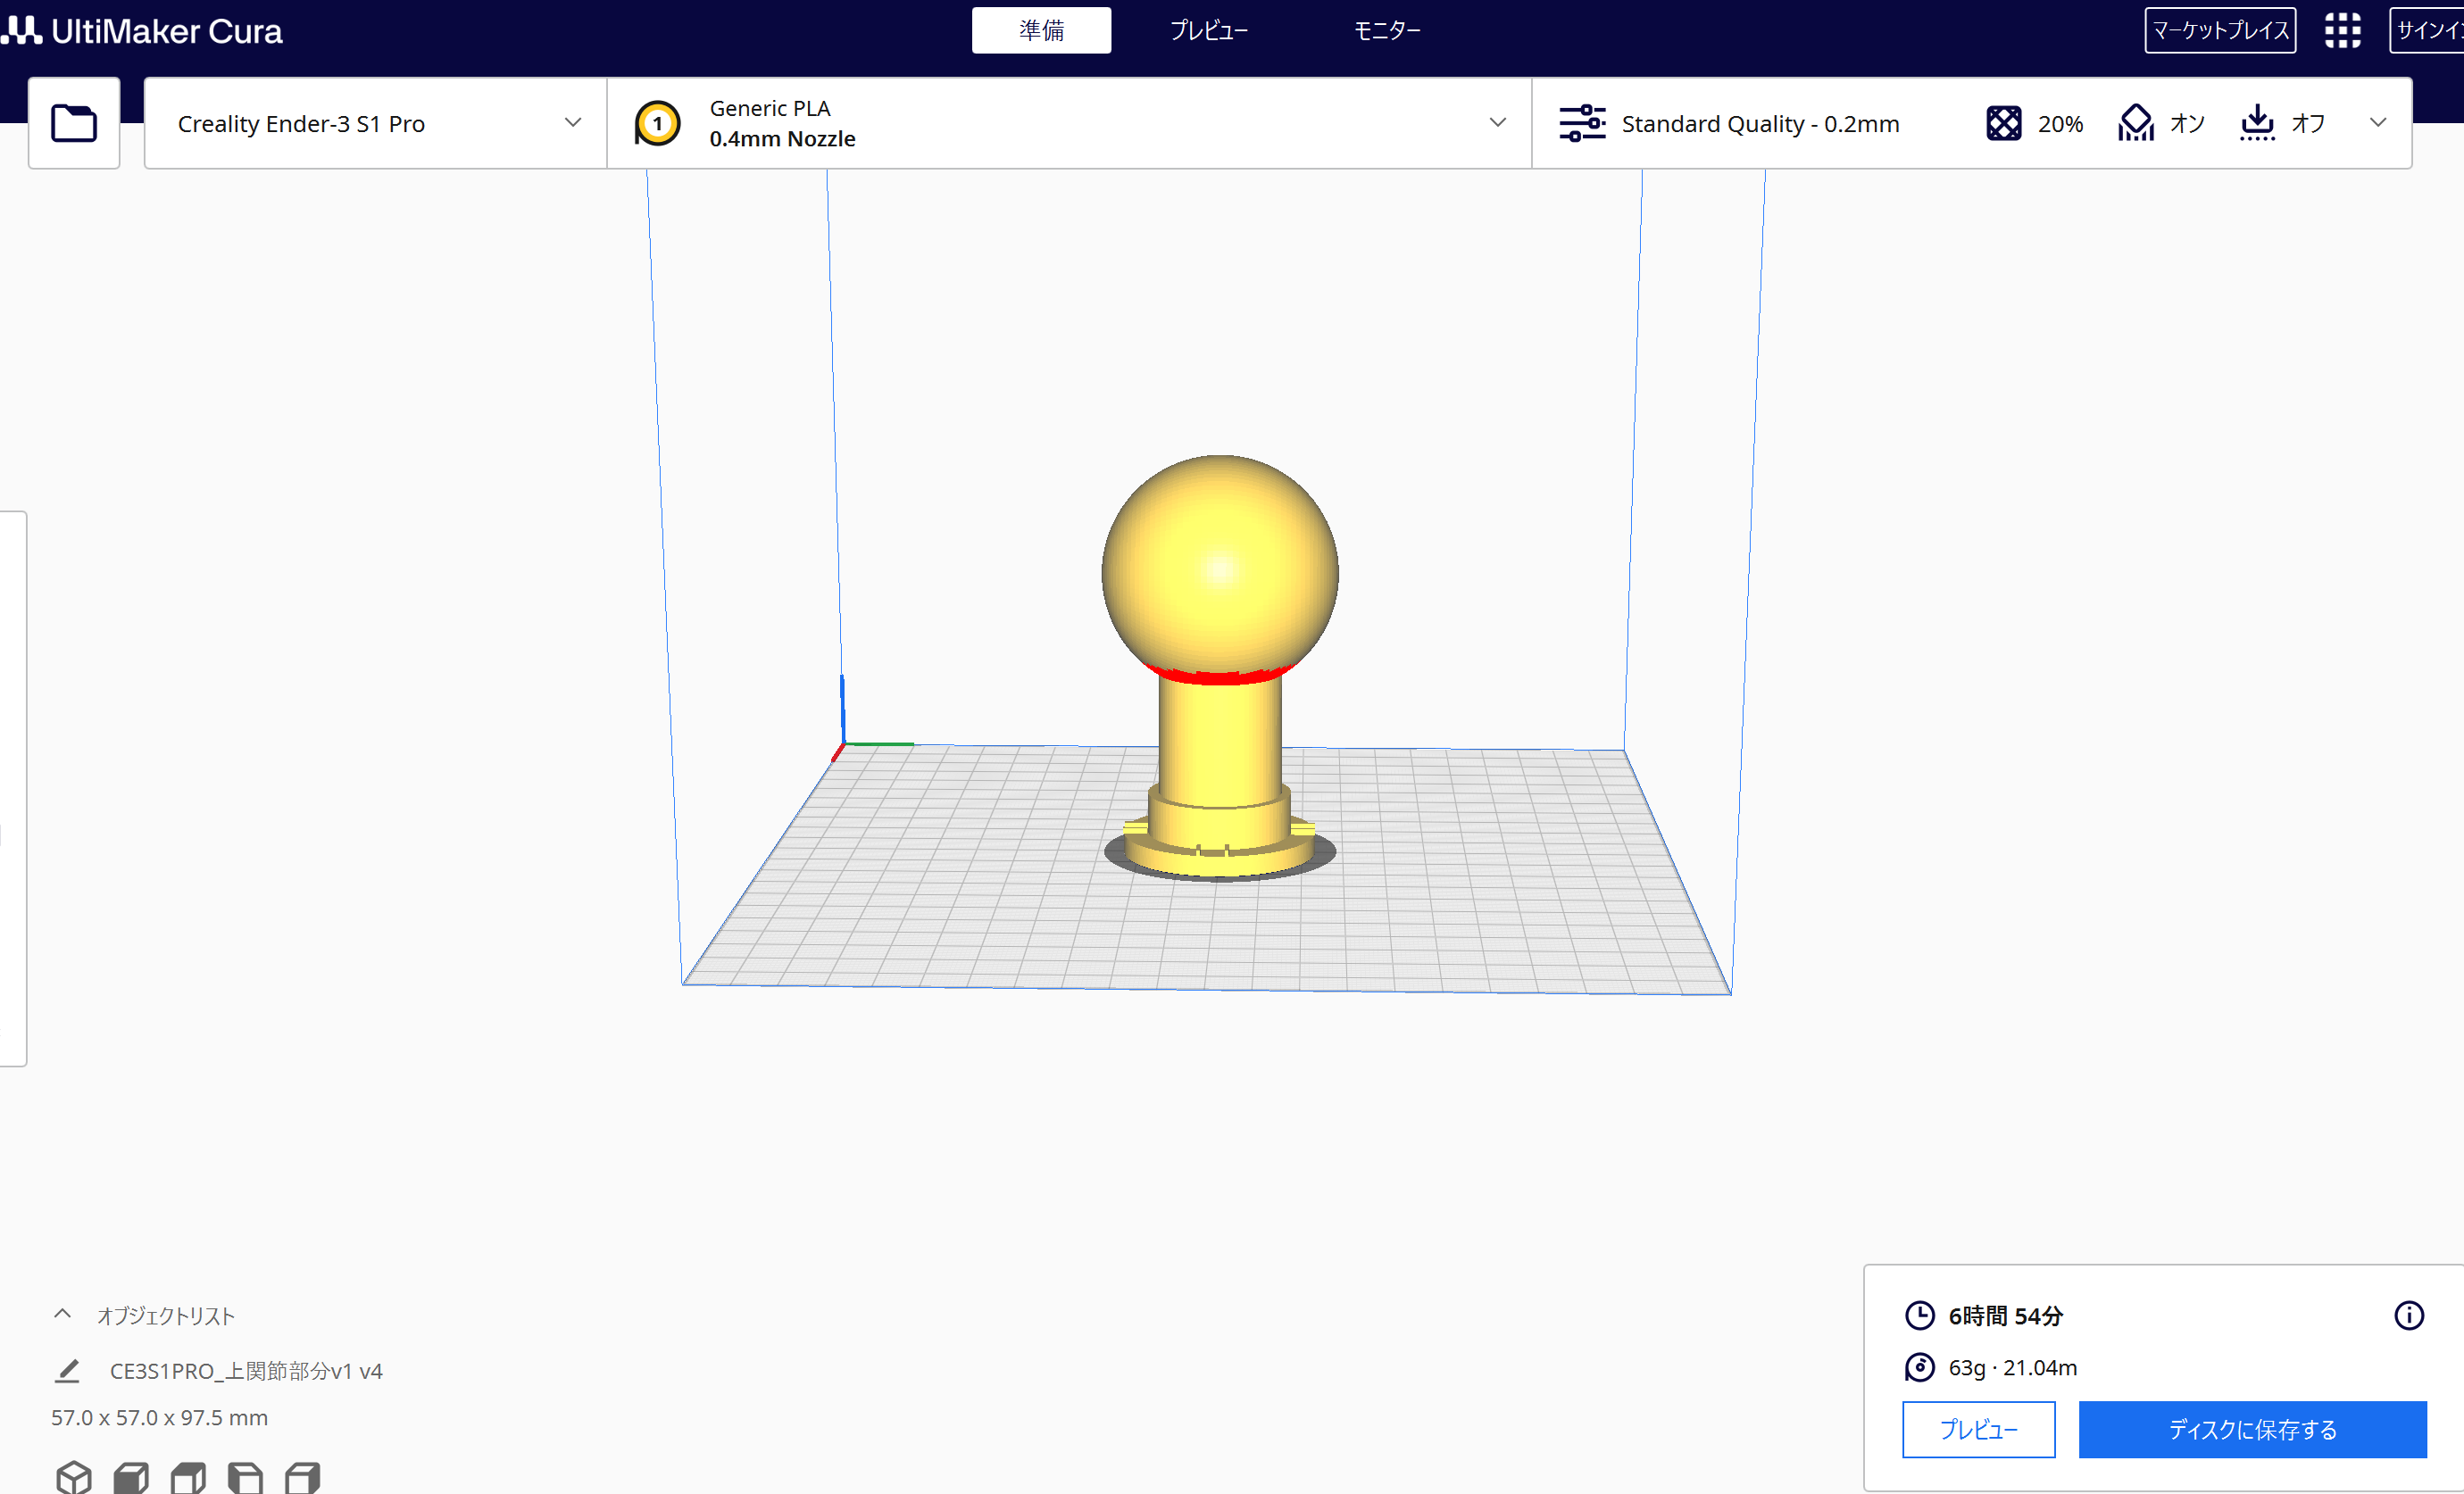 UltiMaker Cura
準備
プレビュー
モニター
マーケットプレイス
Creality Ender-3 S1 Pro
1
Generic PLA
0.4mm Nozzle
Standard Quality - 0.2mm
20%
オン
オフ
オブジェクトリスト
CE3S1PRO_上関節部分v1 v4
57.0 x 57.0 x 97.5 mm
6時間 54分
63g · 21.04m
プレビュー
ディスクに保存する